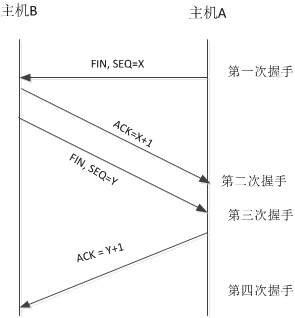 主机B
主机A
FIN, SEQ=X
第一次握手
ACK=X+1
第二次握手
FIN, SEQ=Y
第三次握手
ACK = Y+1
第四次握手